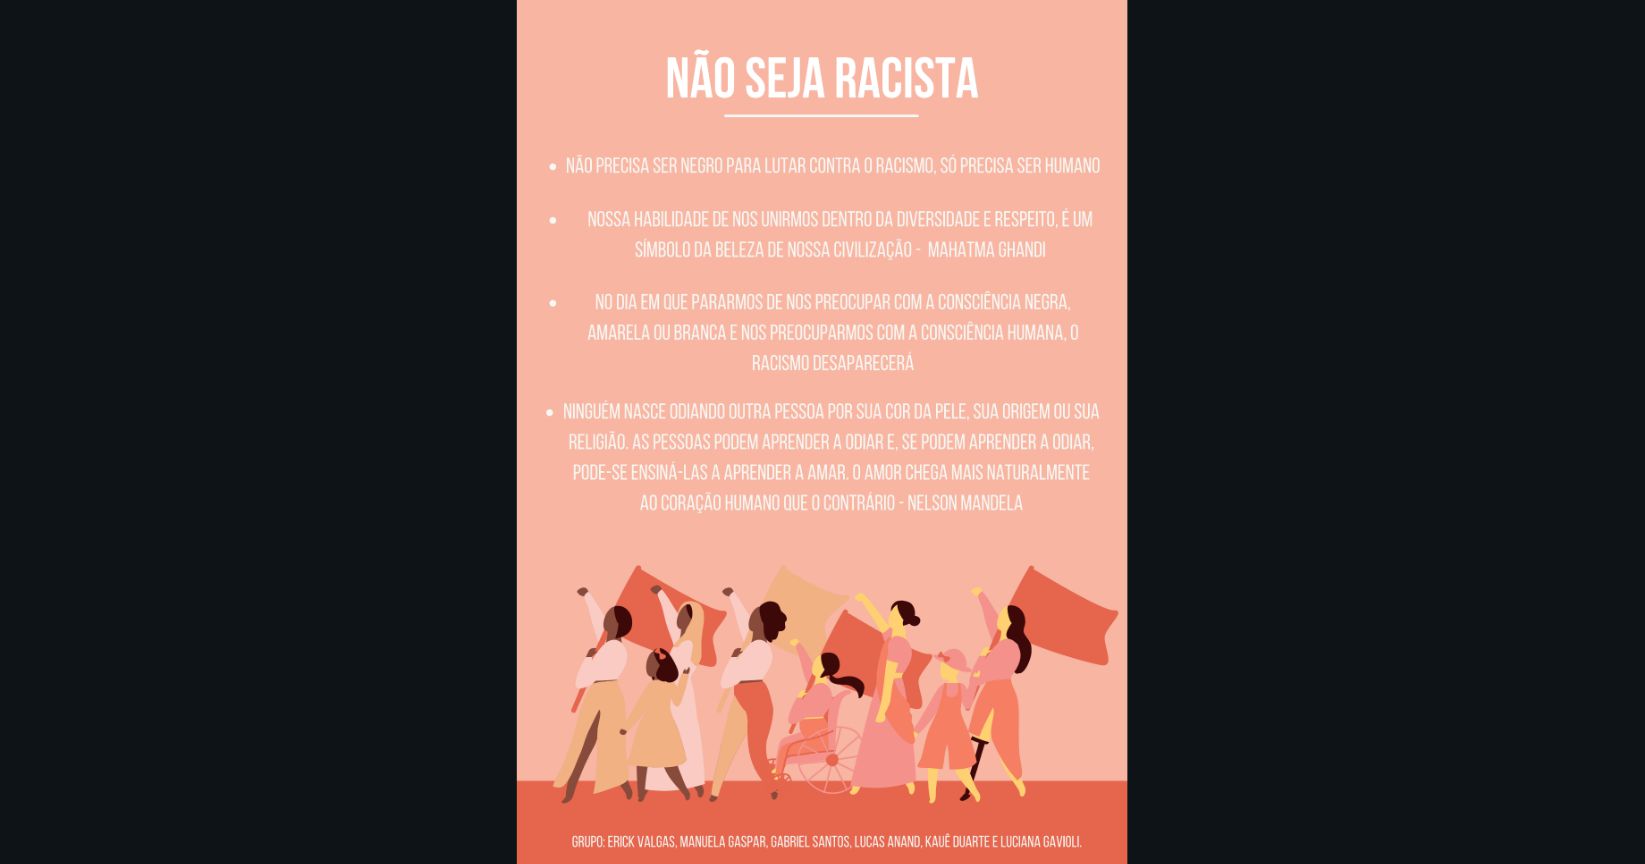 NÃO SEJA RACISTA
• NÃO PRECISA SER NEGRO PARA LUTAR CONTRA O RACISMO, SÓ PRECISA SER HUMANO
• NOSSA HABILIDADE DE NOS UNIRMOS DENTRO DA DIVERSIDADE E RESPEITO, É UM
SÍMBOLO DA BELEZA DE NOSSA CIVILIZAÇÃO - MAHATMA GHANDI
• NO DIA EM QUE PARARMOS DE NOS PREOCUPAR COM A CONSCIÊNCIA NEGRA,
AMARELA OU BRANCA E NOS PREOCUPARMOS COM A CONSCIÊNCIA HUMANA, O
RACISMO DESAPARECERÁ
• NINGUÉM NASCE ODIANDO OUTRA PESSOA POR SUA COR DA PELE, SUA ORIGEM OU SUA
RELIGIÃO. AS PESSOAS PODEM APRENDER A ODIAR E, SE PODEM APRENDER A ODIAR,
PODE-SE ENSINÁ-LAS A APRENDER A AMAR. O AMOR CHEGA MAIS NATURALMENTE
AO CORAÇÃO HUMANO QUE O CONTRÁRIO - NELSON MANDELA
GRUPO: ERICK VALGAS, MANUELA GASPAR, GABRIEL SANTOS, LUCAS ANAND, KAUÊ DUARTE E LUCIANA GAVIOLI.